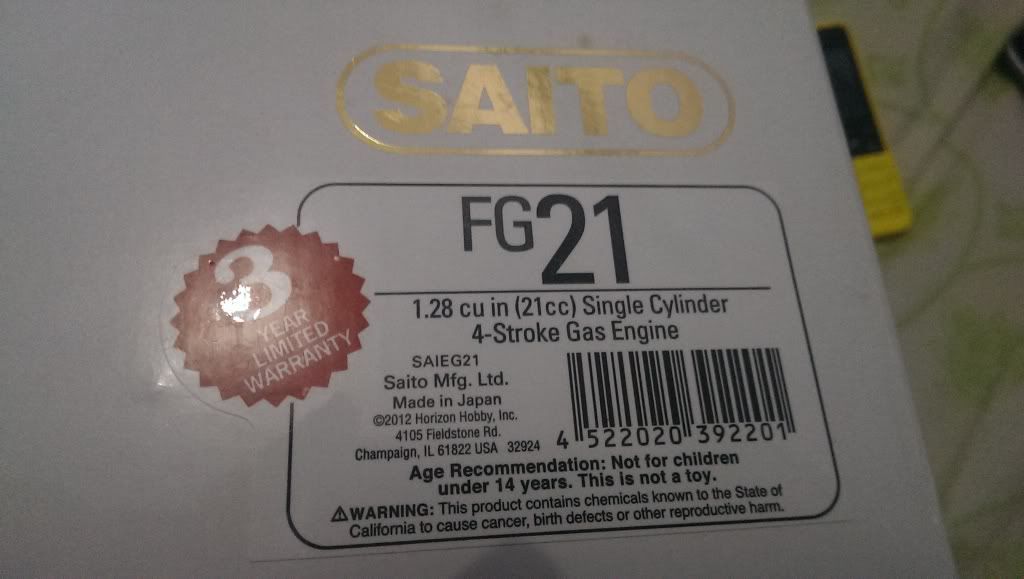 SAITO
FG21
1.28 cu in (21cc) Single Cylinder
4-Stroke Gas Engine
3
YEAR
LIMITED
WARRANTY
SAIEG21
Saito Mfg. Ltd.
Made in Japan
©2012 Horizon Hobby, Inc.
4105 Fieldstone Rd.
Champaign, IL 61822 USA 32924
4 522020 392201
Age Recommendation: Not for children
under 14 years. This is not a toy.
⚠WARNING: This product contains chemicals known to the State of
California to cause cancer, birth defects or other reproductive harm.